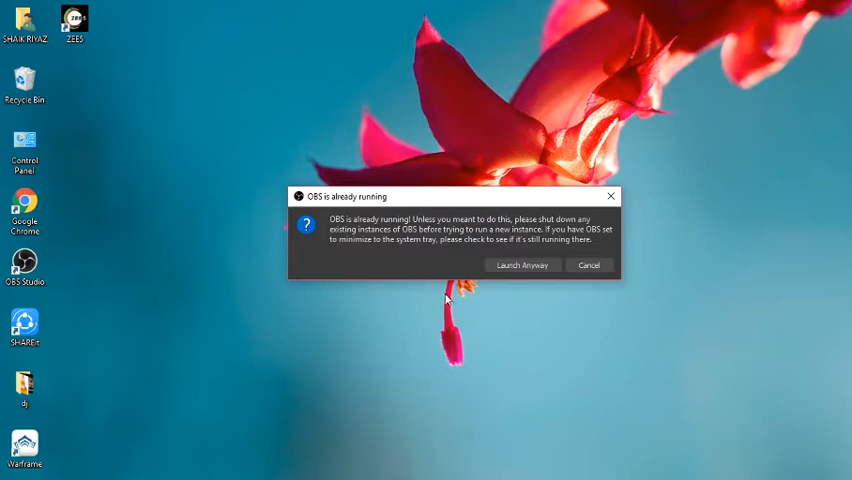 SHAIK RIYAZ
ZEE5
ZEE5
Recycle Bin
Control
Panel
Google
Chrome
OBS Studio
SHAREit
dj
Warframe
OBS is already running
OBS is already running! Unless you meant to do this, please shut down any
existing instances of OBS before trying to run a new instance. If you have OBS set
to minimize to the system tray, please check to see if it's still running there.
Launch Anyway
Cancel